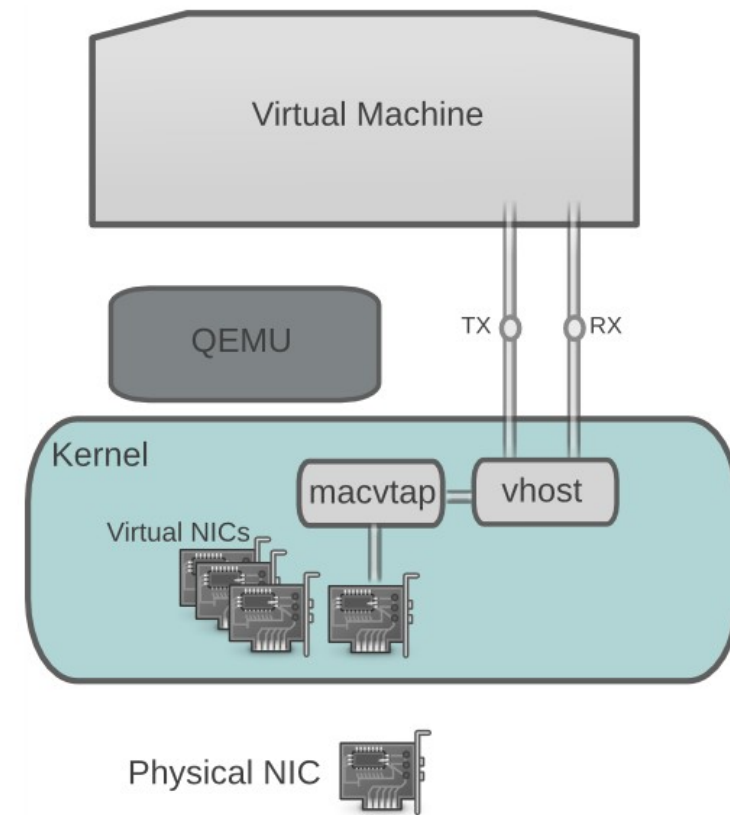 Virtual Machine
TX
RX
QEMU
Kernel
macvtap
vhost
Virtual NICs
Physical NIC